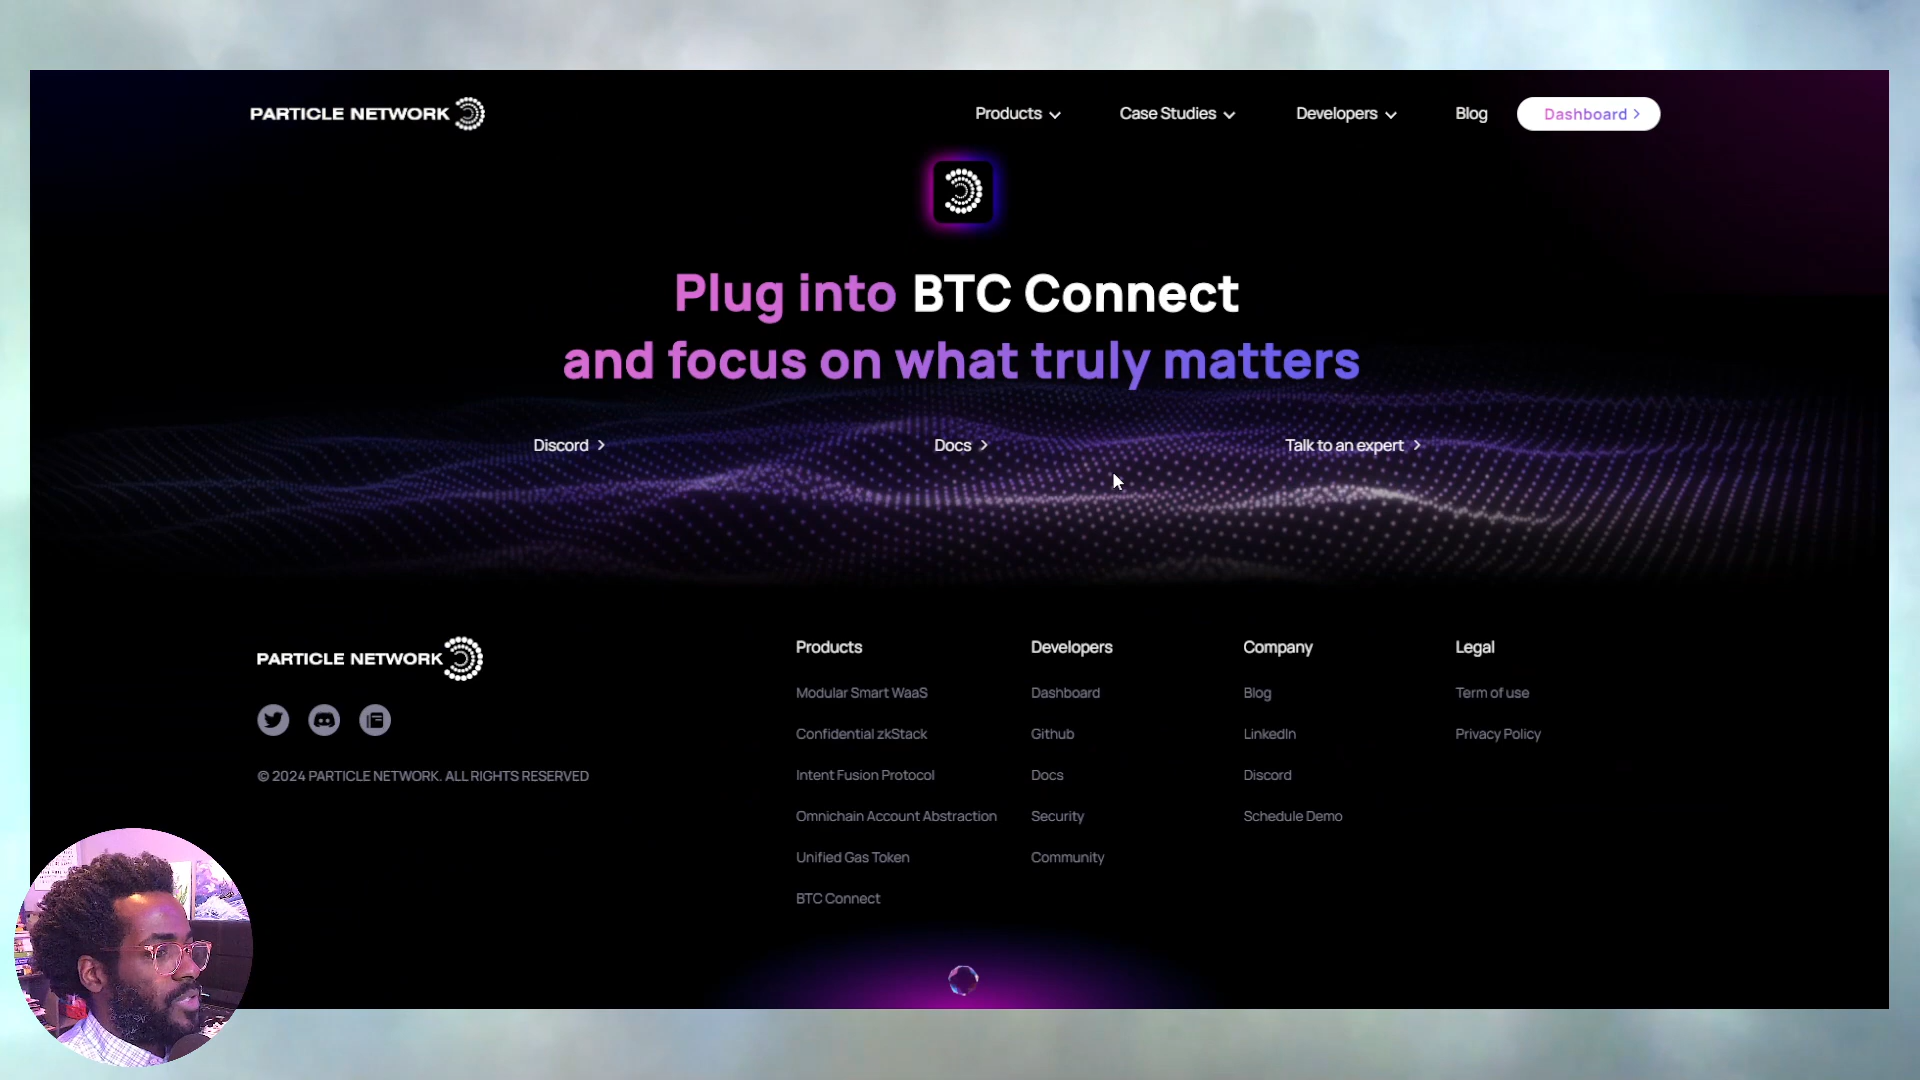 PARTICLE NETWORK
Products
Case Studies
Developers
Blog
Dashboard
Plug into BTC Connect
and focus on what truly matters
Discord
Docs
Talk to an expert
PARTICLE NETWORK
© 2024 PARTICLE NETWORK. ALL RIGHTS RESERVED
Products
Modular Smart WaaS
Confidential zkStack
Intent Fusion Protocol
Omnichain Account Abstraction
Unified Gas Token
BTC Connect
Developers
Dashboard
Github
Docs
Security
Community
Company
Blog
LinkedIn
Discord
Schedule Demo
Legal
Term of use
Privacy Policy